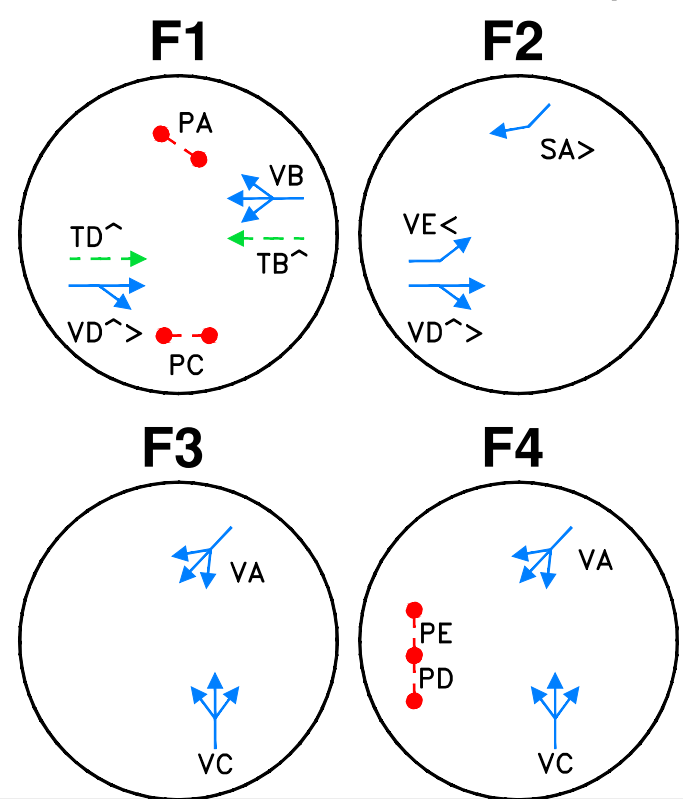 F1
PA
VB
TD^
TB^
VD^>
PC
F2
SA>
VE<
VD^>
F3
VA
VC
F4
VA
PE
PD
VC